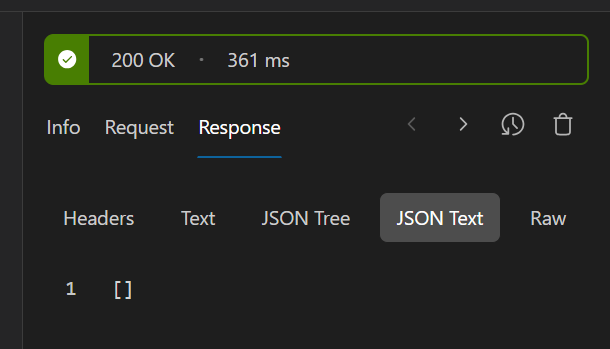 200 OK · 361 ms
Info Request Response
Headers Text JSON Tree JSON Text Raw
1 []